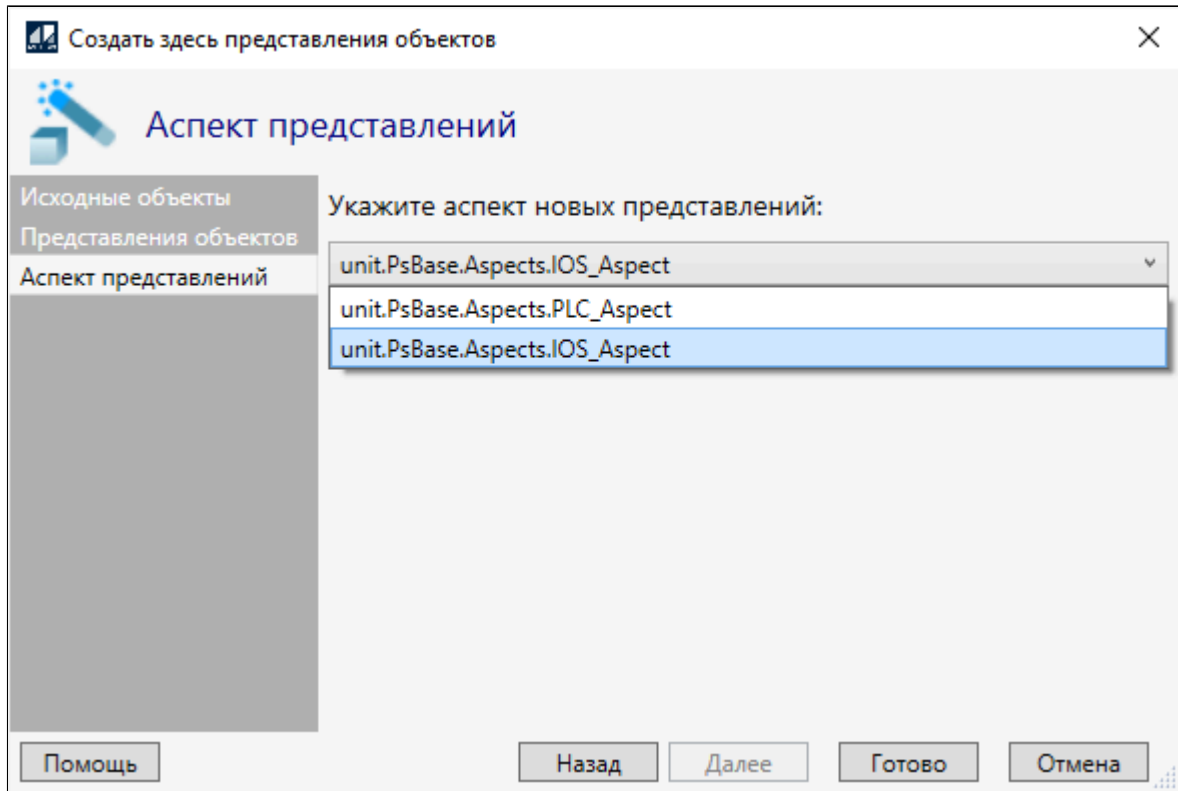 Создать здесь представления объектов
Аспект представлений
Исходные объекты
Представления объектов
Аспект представлений
Укажите аспект новых представлений:
unit.PsBase.Aspects.IOS_Aspect
unit.PsBase.Aspects.PLC_Aspect
unit.PsBase.Aspects.IOS_Aspect
Помощь
Назад
Далее
Готово
Отмена